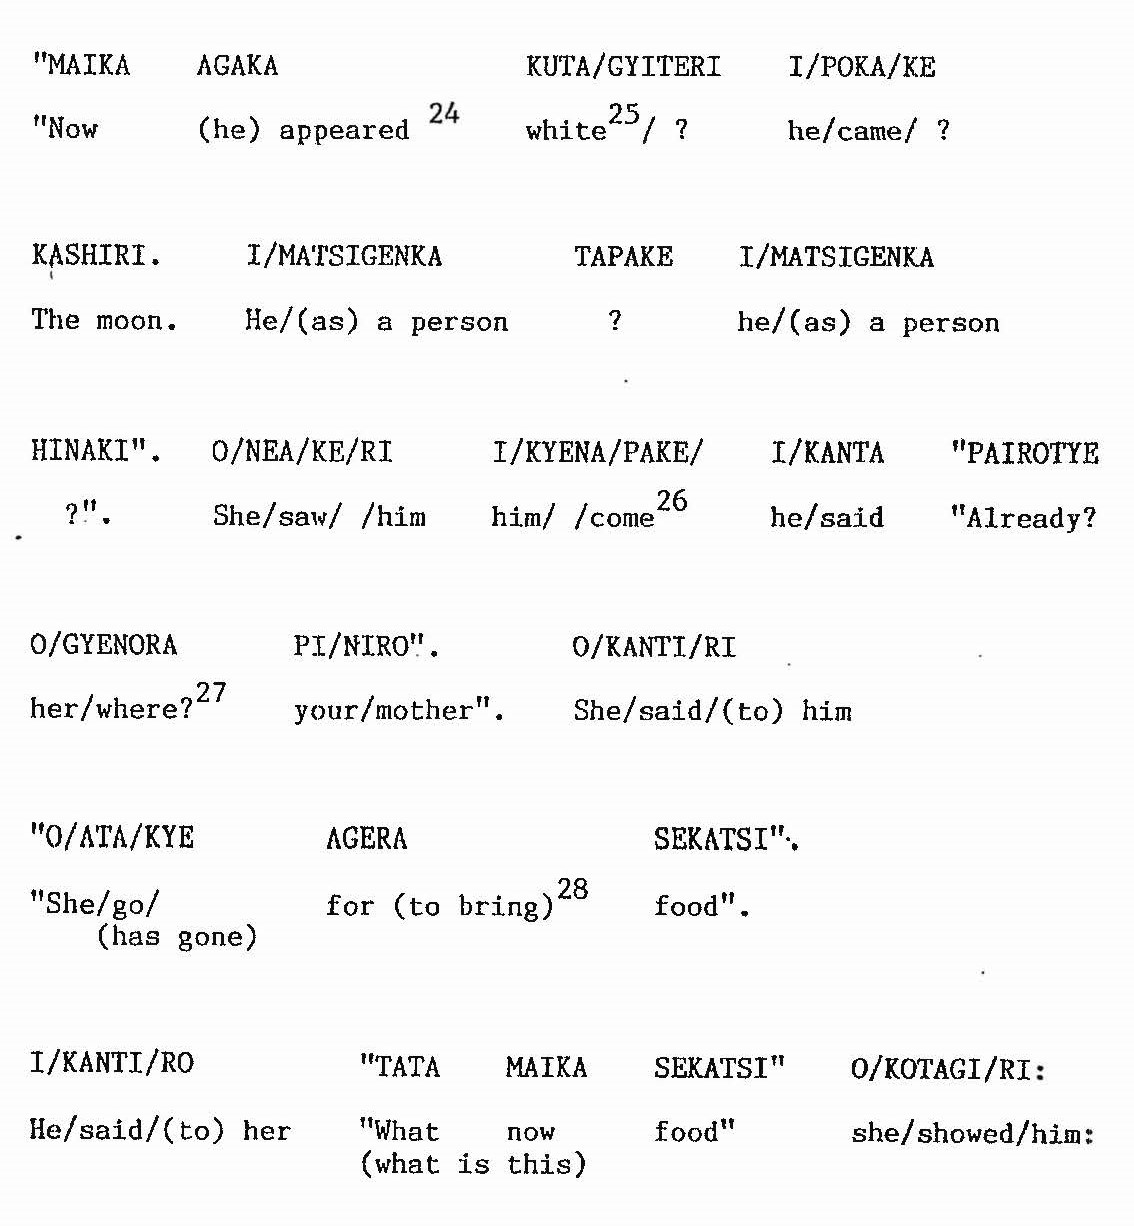 "MAIKA AGAKA KUTA/GYITERI I/POKA/KE
"Now (he) appeared 24 white25/ ? he/came/ ?
KASHIRI. I/MATSIGENKA TAPAKE I/MATSIGENKA
The moon. He/(as) a person ? he/(as) a person
HINAKI". O/NEA/KE/RI I/KYENA/PAKE/ I/KANTA "PAIROTYE
?". She/saw/ /him him/ /come26 he/said "Already?
O/GYENORA PI/NIRO". O/KANTI/RI
her/where?27 your/mother". She/said/(to) him
"O/ATA/KYE AGERA SEKATSI".
"She/go/ for (to bring)28 food".
(has gone)
I/KANTI/RO "TATA MAIKA SEKATSI" O/KOTAGI/RI:
He/said/(to) her "What now food" she/showed/him:
(what is this)